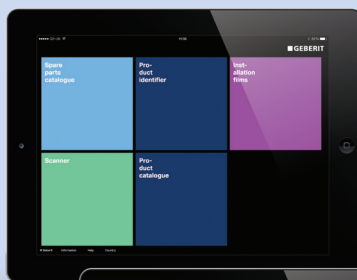 GEBERIT
Spare
parts
catalogue
Pro-
duct
identifier
Inst-
allation
films
Scanner
Pro-
duct
catalogue
Information
Help
Country